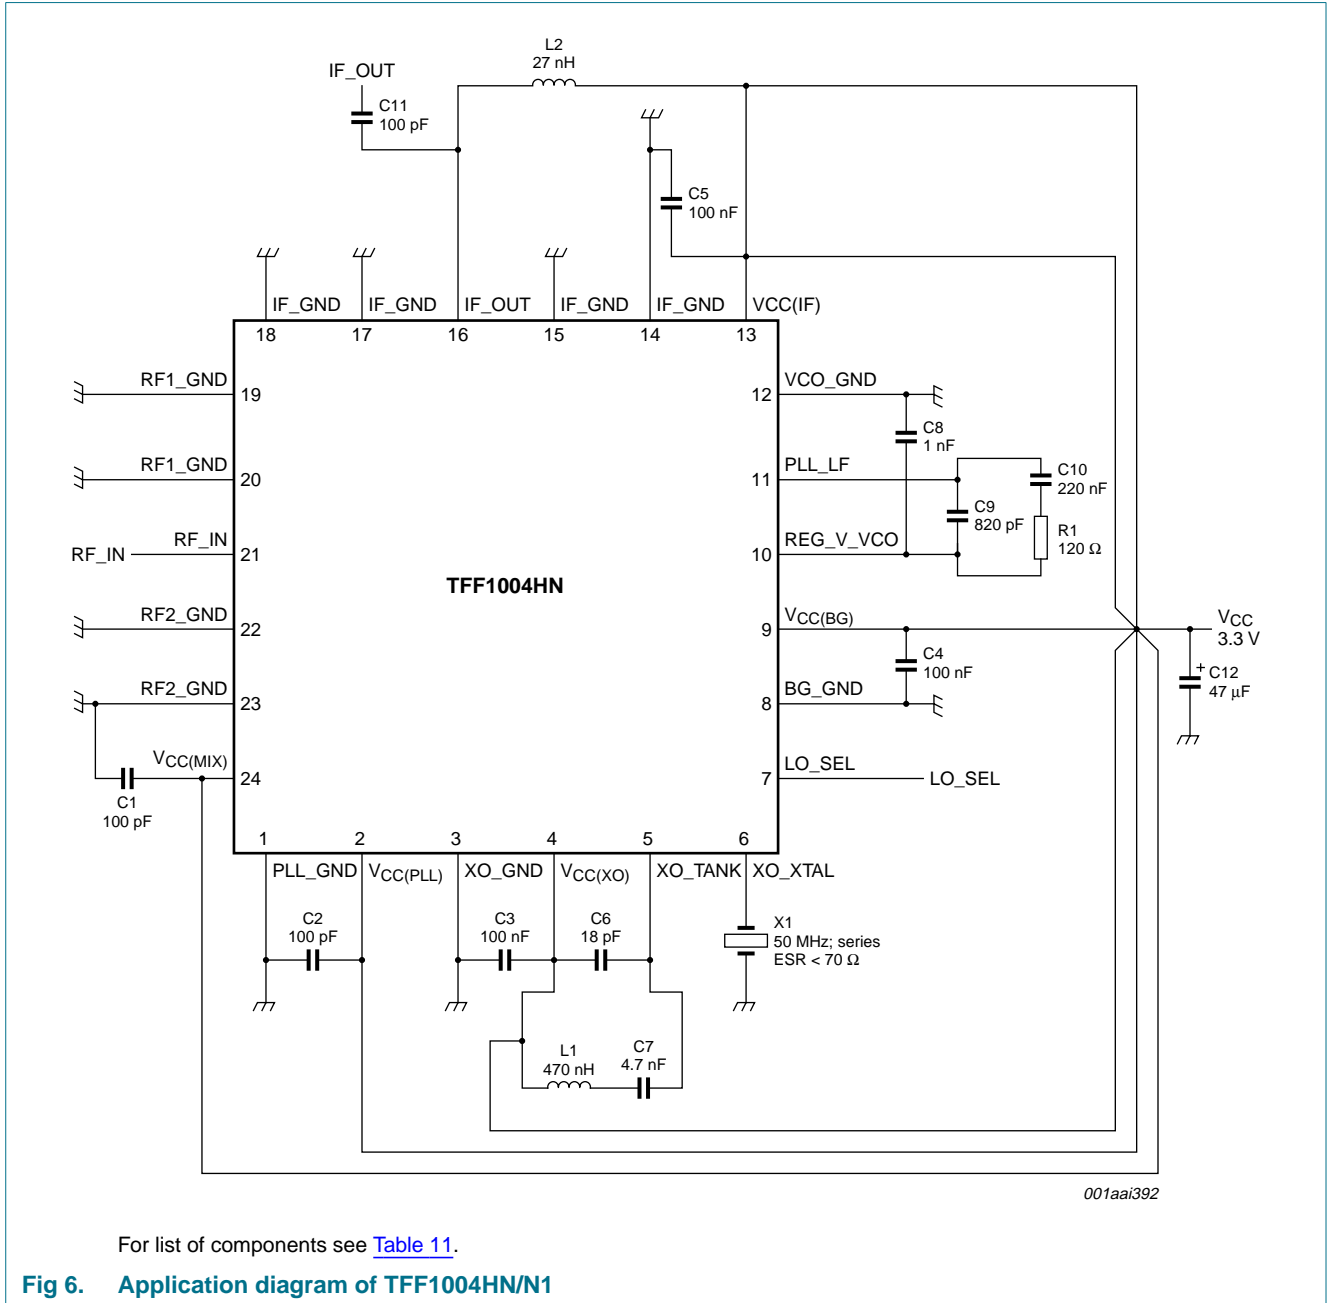 L2
27 nH
IF_OUT
C11
100 pF
C5
100 nF
IF_GND
IF_GND
IF_OUT
IF_GND
IF_GND
VCC(IF)
18
17
16
15
14
13
RF1_GND
19
12
VCO_GND
C8
1 nF
RF1_GND
20
11
PLL_LF
C10
220 nF
C9
820 pF
R1
120 Ω
RF_IN
RF_IN
21
10
REG_V_VCO
TFF1004HN
RF2_GND
22
9
VCC(BG)
VCC
3.3 V
C4
100 nF
+
C12
47 μF
RF2_GND
23
8
BG_GND
VCC(MIX)
24
7
LO_SEL
LO_SEL
C1
100 pF
1
2
3
4
5
6
PLL_GND
VCC(PLL)
XO_GND
VCC(XO)
XO_TANK
XO_XTAL
C2
100 pF
C3
100 nF
C6
18 pF
X1
50 MHz; series
ESR < 70 Ω
L1
470 nH
C7
4.7 nF
001aai392
For list of components see Table 11.
Fig 6. Application diagram of TFF1004HN/N1